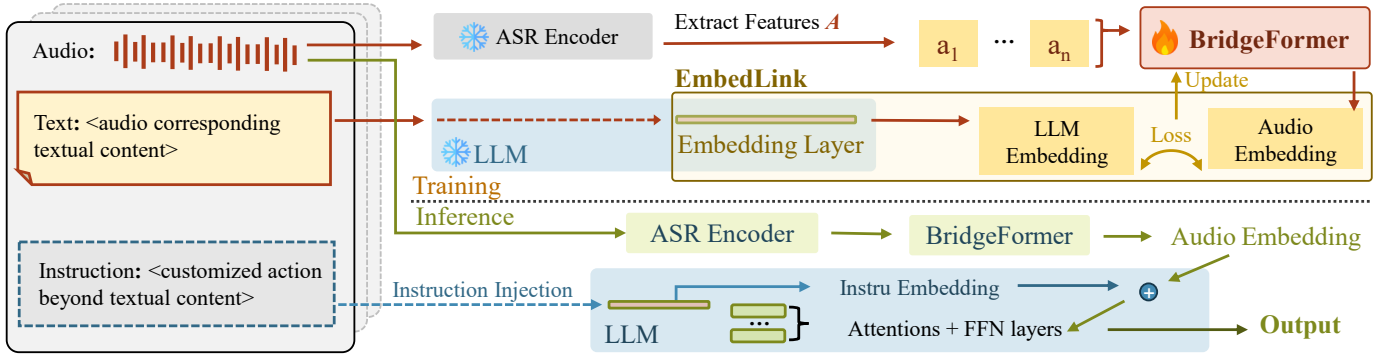 Audio:
ASR Encoder
Extract Features A
a1
...
an
BridgeFormer
EmbedLink
Update
Text: <audio corresponding
textual content>
LLM
Embedding Layer
LLM
Embedding
Loss
Audio
Embedding
Training
Inference
ASR Encoder
BridgeFormer
Audio Embedding
Instruction: <customized action
beyond textual content>
Instruction Injection
Instru Embedding
+
LLM
...
Attentions + FFN layers
Output